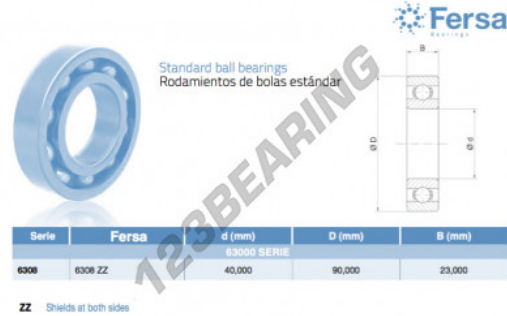 Fersa
Bearings
Standard ball bearings
Rodamientos de bolas estándar
B
Ø D
Ø d
123BEARING
Serie Fersa d (mm) D (mm) B (mm)
63000 SERIE
6308 6308 ZZ 40,000 90,000 23,000
ZZ Shields at both sides